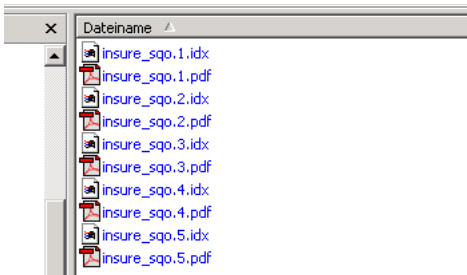 Dateiname
insure_sqo.1.idx
insure_sqo.1.pdf
insure_sqo.2.idx
insure_sqo.2.pdf
insure_sqo.3.idx
insure_sqo.3.pdf
insure_sqo.4.idx
insure_sqo.4.pdf
insure_sqo.5.idx
insure_sqo.5.pdf